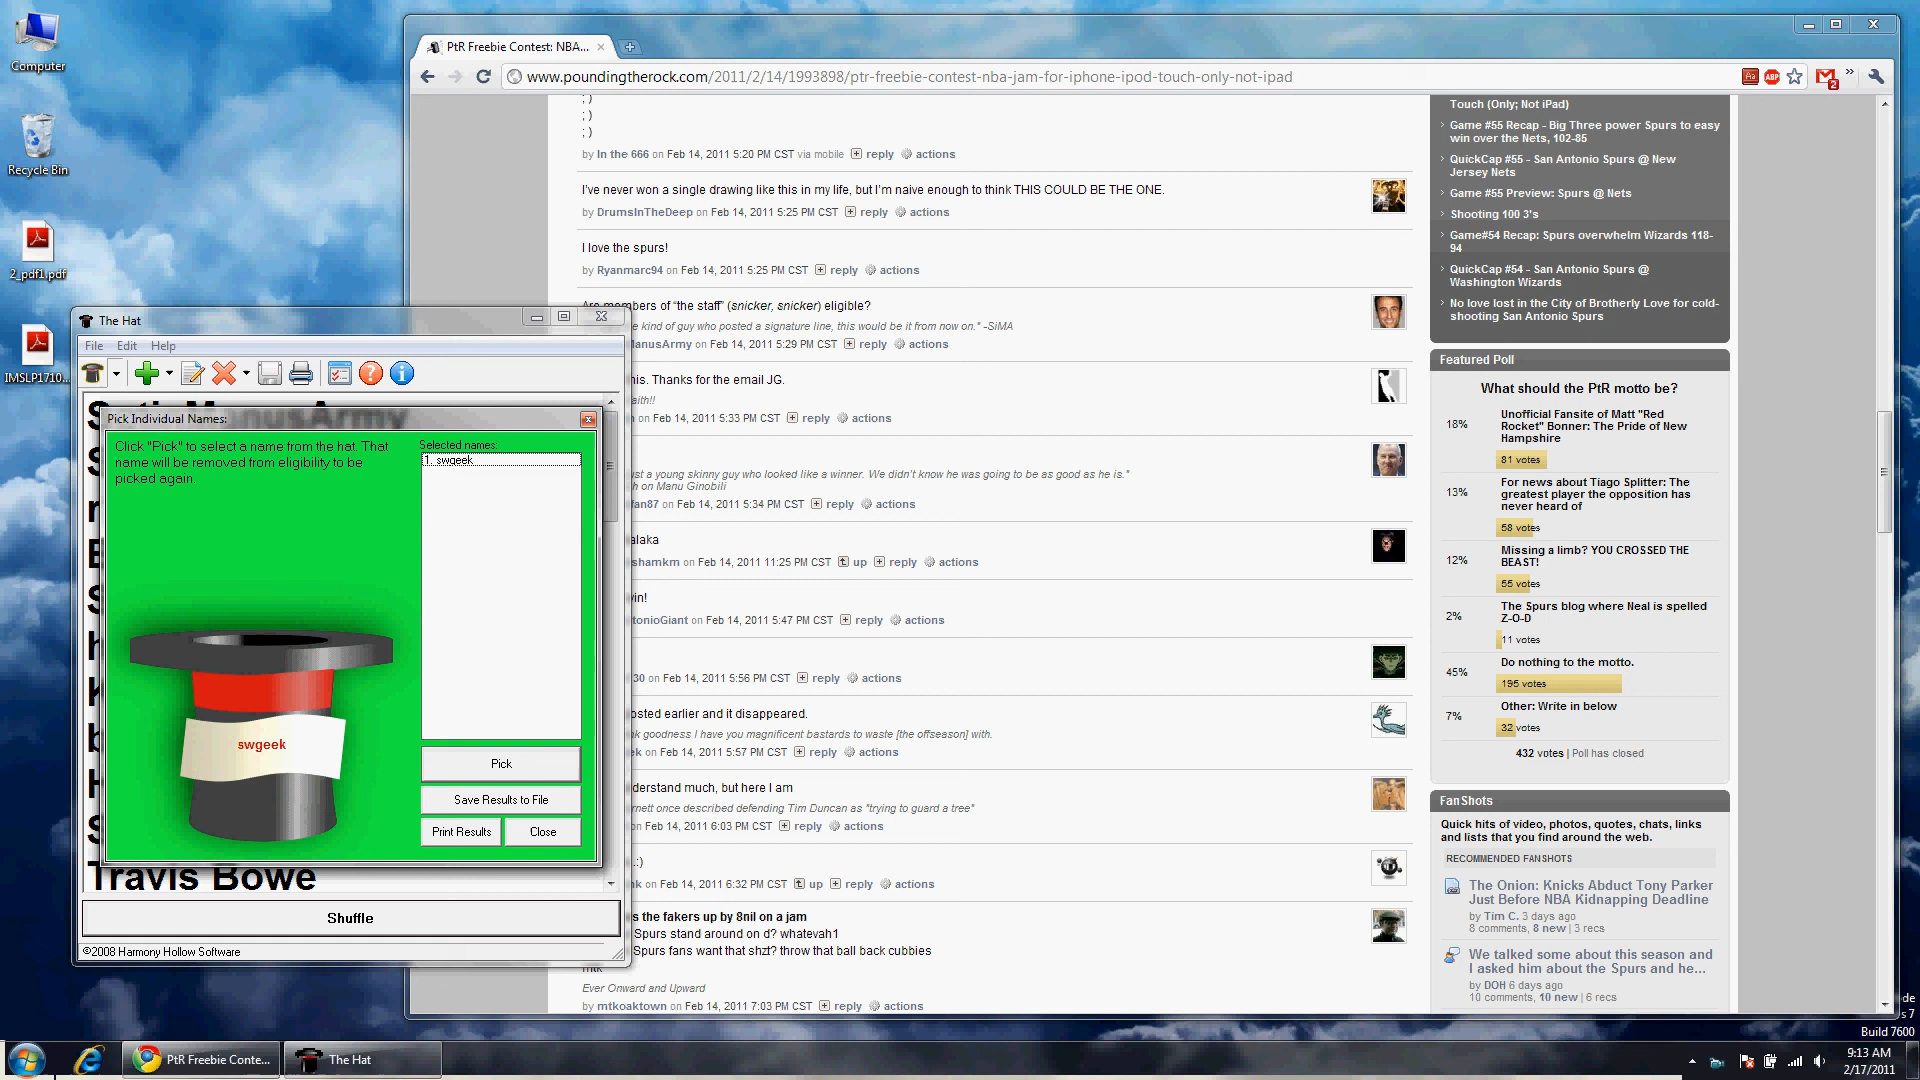 Computer
Recycle Bin
2_pdf1.pdf
IMSLP1710...
PtR Freebie Contest: NBA...
www.poundingtherock.com/2011/2/14/1993898/ptr-freebie-contest-nba-jam-for-iphone-ipod-touch-only-not-ipad
; )
; )
; )
by In the 666 on Feb 14, 2011 5:20 PM CST via mobile reply actions
I've never won a single drawing like this in my life, but I'm naive enough to think THIS COULD BE THE ONE.
by DrumsInTheDeep on Feb 14, 2011 5:25 PM CST reply actions
I love the spurs!
by Ryanmarc94 on Feb 14, 2011 5:25 PM CST reply actions
Are members of "the staff" (snicker, snicker) eligible?
kind of guy who posted a signature line, this would be it from now on." -SiMA
ManusArmy on Feb 14, 2011 5:29 PM CST reply actions
his. Thanks for the email JG.
aith!!
on Feb 14, 2011 5:33 PM CST reply actions
ust a young skinny guy who looked like a winner. We didn't know he was going to be as good as he is."
h on Manu Ginobili
fan87 on Feb 14, 2011 5:34 PM CST reply actions
alaka
shamkm on Feb 14, 2011 11:25 PM CST up reply actions
vin!
tonioGiant on Feb 14, 2011 5:47 PM CST reply actions
30 on Feb 14, 2011 5:56 PM CST reply actions
osted earlier and it disappeared.
nk goodness I have you magnificent bastards to waste [the offseason] with.
ek on Feb 14, 2011 5:57 PM CST reply actions
derstand much, but here I am
rnett once described defending Tim Duncan as "trying to guard a tree"
on Feb 14, 2011 6:03 PM CST reply actions
.:)
nk on Feb 14, 2011 6:32 PM CST up reply actions
s the fakers up by 8nil on a jam
Spurs stand around on d? whatevah1
Spurs fans want that shzt? throw that ball back cubbies
mtk
Ever Onward and Upward
by mtkoaktown on Feb 14, 2011 7:03 PM CST reply actions
Touch (Only; Not iPad)
Game #55 Recap - Big Three power Spurs to easy
win over the Nets, 102-85
QuickCap #55 - San Antonio Spurs @ New
Jersey Nets
Game #55 Preview: Spurs @ Nets
Shooting 100 3's
Game#54 Recap: Spurs overwhelm Wizards 118-
94
QuickCap #54 - San Antonio Spurs @
Washington Wizards
No love lost in the City of Brotherly Love for cold-
shooting San Antonio Spurs
Featured Poll
What should the PtR motto be?
18% Unofficial Fansite of Matt "Red
Rocket" Bonner: The Pride of New
Hampshire
81 votes
13% For news about Tiago Splitter: The
greatest player the opposition has
never heard of
58 votes
12% Missing a limb? YOU CROSSED THE
BEAST!
55 votes
2% The Spurs blog where Neal is spelled
Z-O-D
11 votes
45% Do nothing to the motto.
195 votes
7% Other: Write in below
32 votes
432 votes | Poll has closed
FanShots
Quick hits of video, photos, quotes, chats, links
and lists that you find around the web.
RECOMMENDED FANSHOTS
The Onion: Knicks Abduct Tony Parker
Just Before NBA Kidnapping Deadline
by Tim C. 3 days ago
8 comments, 8 new | 3 recs
We talked some about this season and
I asked him about the Spurs and he...
by DOH 6 days ago
10 comments, 10 new | 6 recs
The Hat
File Edit Help
ManusArmy
Pick Individual Names:
Click "Pick" to select a name from the hat. That
name will be removed from eligibility to be
picked again.
Selected names:
1. swgeek
swgeek
Pick
Save Results to File
Print Results Close
Travis Bowe
Shuffle
©2008 Harmony Hollow Software
de
s 7
Build 7600
PtR Freebie Conte...
The Hat
9:13 AM
2/17/2011